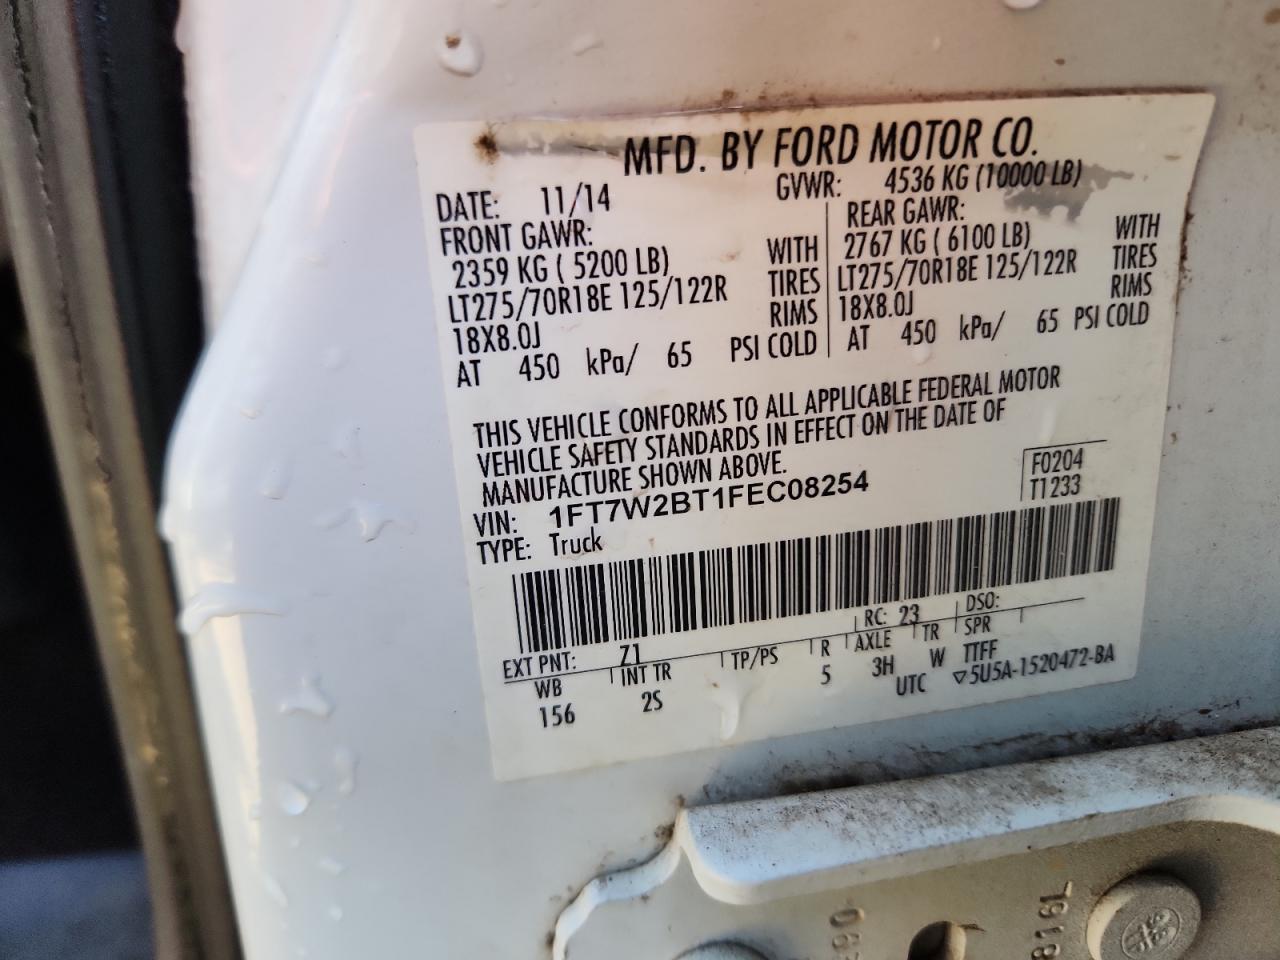 MFD. BY FORD MOTOR CO.
DATE: 11/14 GVWR: 4536 KG (10000 LB)
FRONT GAWR: REAR GAWR:
2359 KG ( 5200 LB) WITH 2767 KG ( 6100 LB) WITH
LT275/70R18E 125/122R TIRES LT275/70R18E 125/122R TIRES
18X8.0J RIMS 18X8.0J RIMS
AT 450 kPa/ 65 PSI COLD AT 450 kPa/ 65 PSI COLD
THIS VEHICLE CONFORMS TO ALL APPLICABLE FEDERAL MOTOR
VEHICLE SAFETY STANDARDS IN EFFECT ON THE DATE OF
MANUFACTURE SHOWN ABOVE.
F0204
VIN: 1FT7W2BT1FEC08254 T1233
TYPE: Truck
EXT PNT: Z1 RC: 23 DSO:
WB INT TR TP/PS R AXLE TR SPR
156 2S 5 3H W TTFF
UTC ▽5U5A-1520472-BA
816L